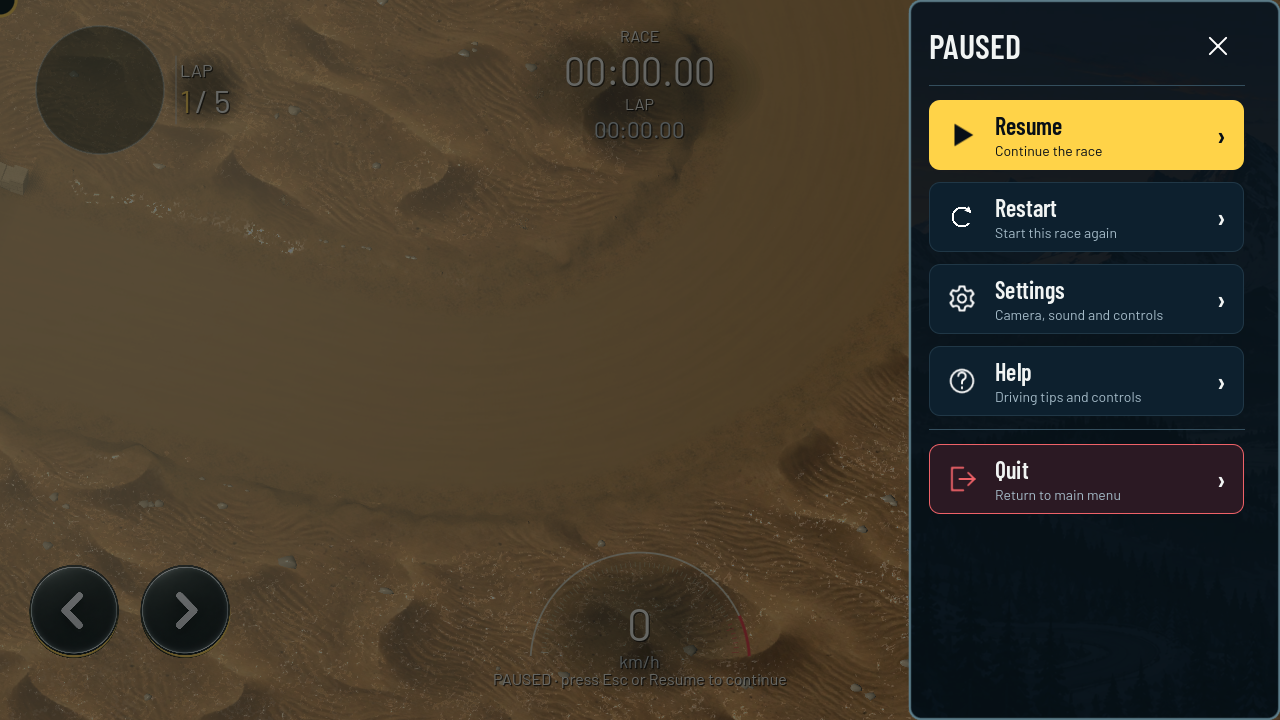 LAP
1/ 5
RACE
00:00.00
LAP
00:00.00
PAUSED
Resume
Continue the race
Restart
Start this race again
Settings
Camera, sound and controls
Help
Driving tips and controls
Quit
Return to main menu
0
km/h
PAUSED · press Esc or Resume to continue